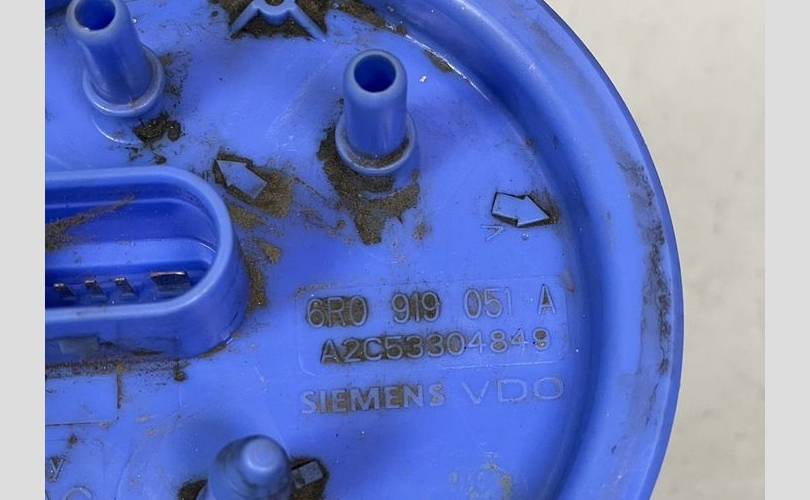 6R0 919 051 A
A2C53304849
SIEMENS VDO